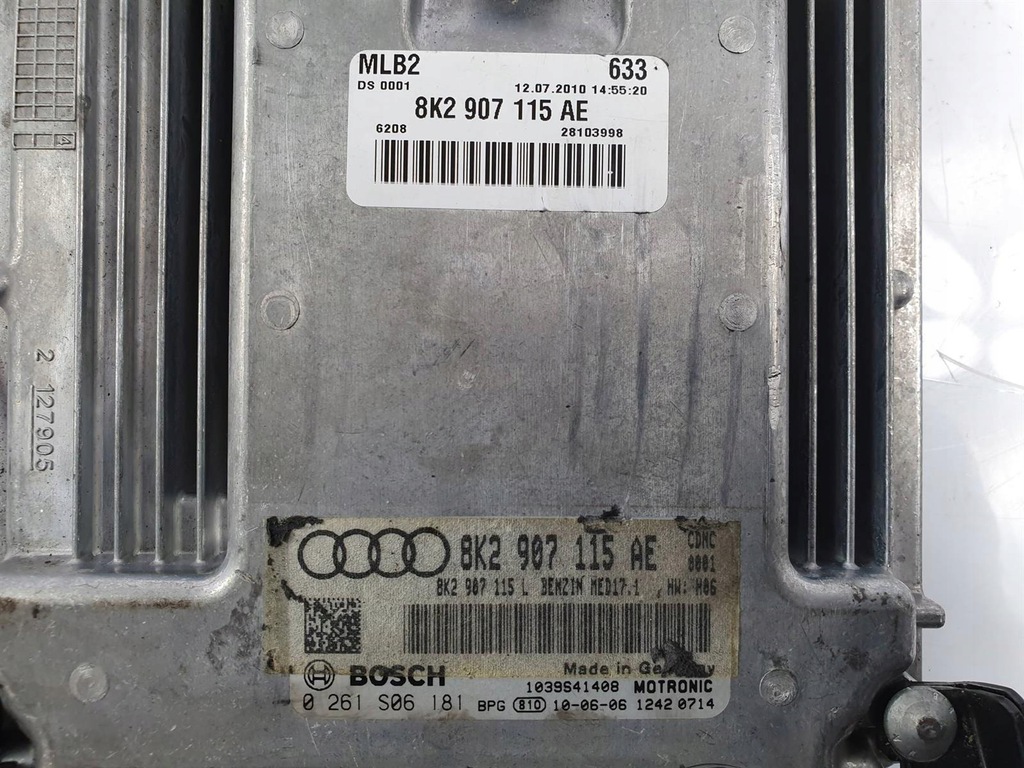 MLB2 633
DS 0001 12.07.2010 14:55:20
8K2 907 115 AE
6208 28103998
2 127905
8K2 907 115 AE CDNC
0001
8K2 907 115 L BENZIN MED17.1 , HW: H06
BOSCH Made in
1039S41408 MOTRONIC
0 261 S06 181 BPG 810 10-06-06 1242 0714